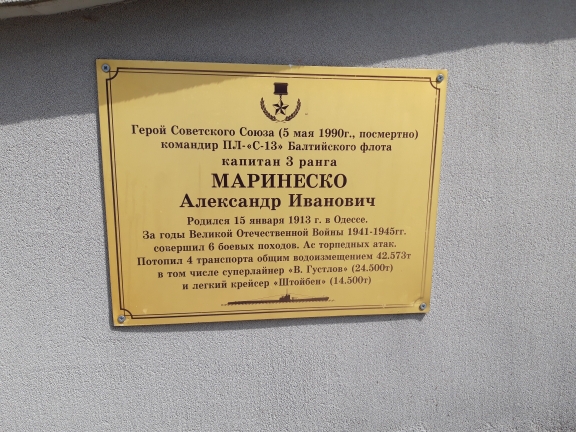 Герой Советского Союза (5 мая 1990г., посмертно)
командир ПЛ-«С-13» Балтийского флота
капитан 3 ранга
МАРИНЕСКО
Александр Иванович
Родился 15 января 1913 г. в Одессе.
За годы Великой Отечественной Войны 1941-1945гг.
совершил 6 боевых походов. Ас торпедных атак.
Потопил 4 транспорта общим водоизмещением 42.573т
в том числе суперлайнер «В. Густлов» (24.500т)
и легкий крейсер «Штойбен» (14.500т)